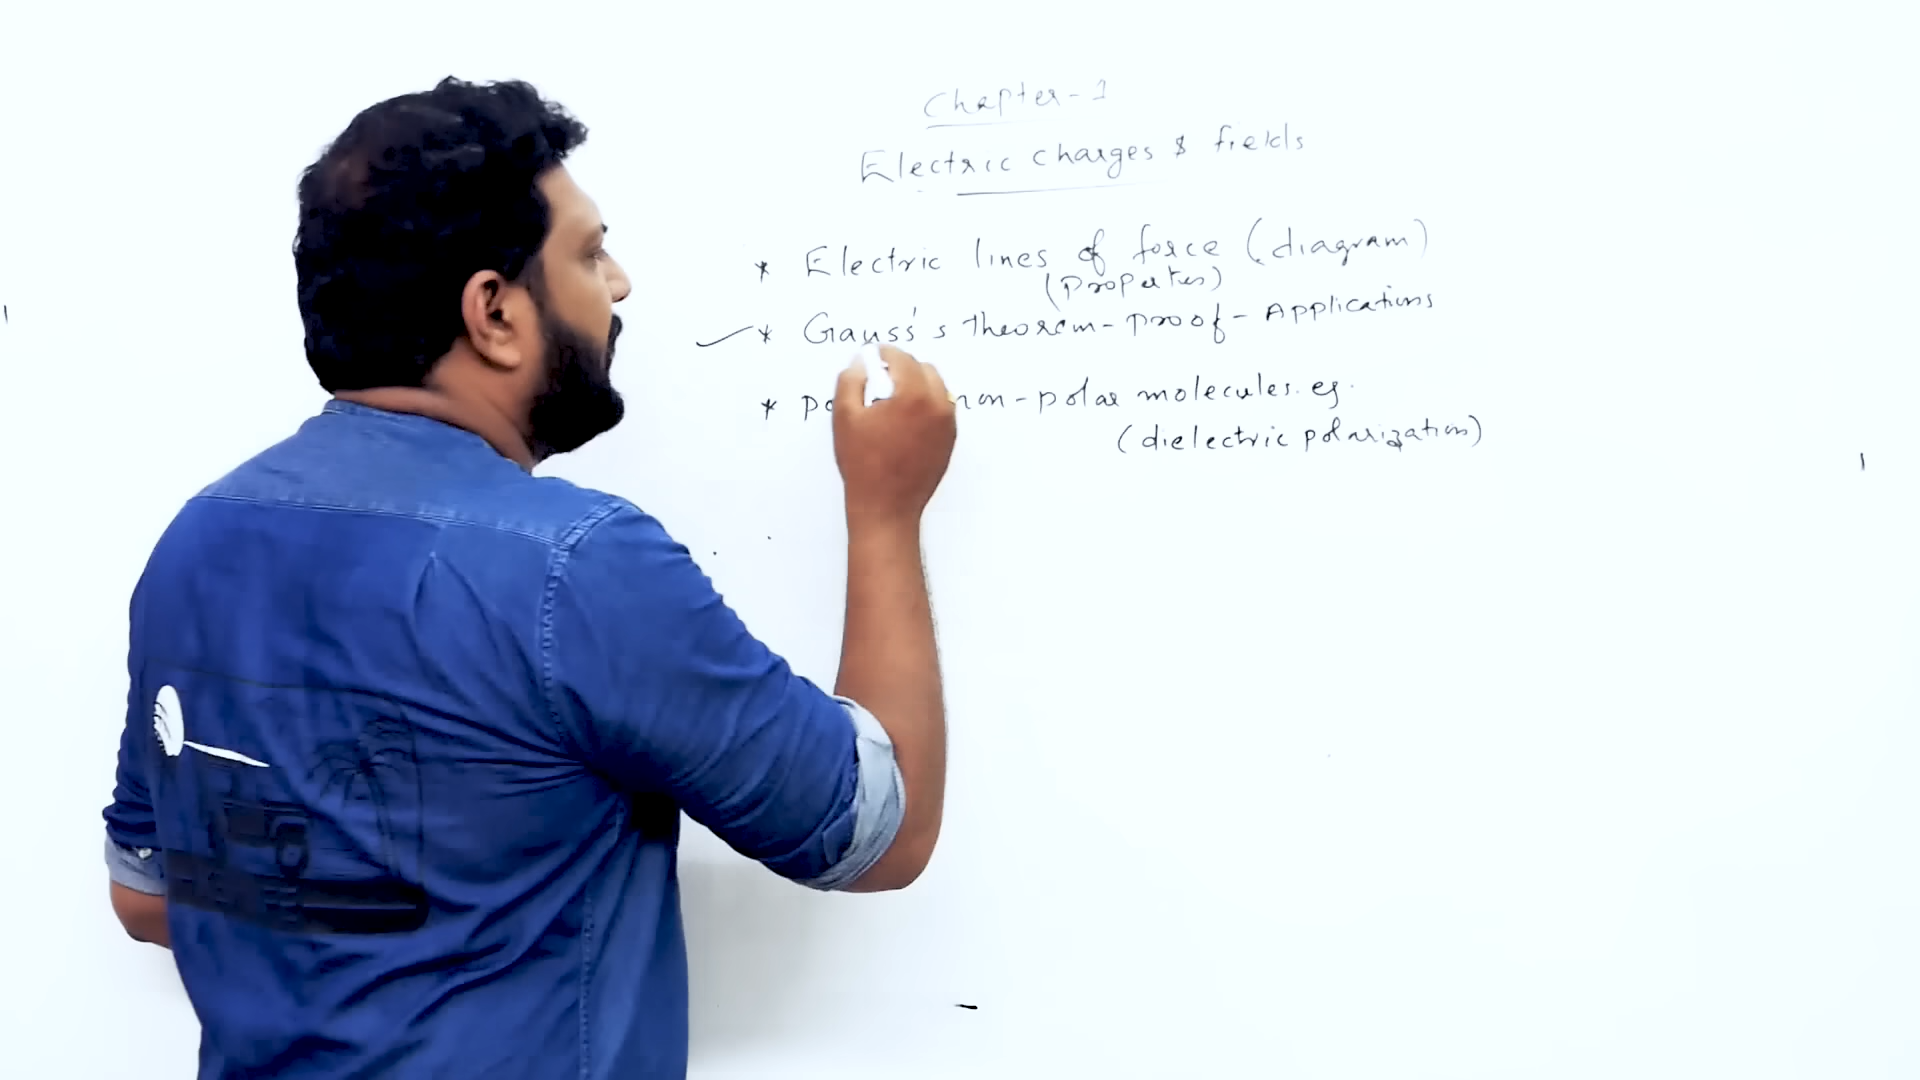 Chapter-1
Electric charges & fields
* Electric lines of force (diagram)
(Properties)
* Gauss's theorem-proof-Applications
* non-polar molecules. eg.
(dielectric polarization)